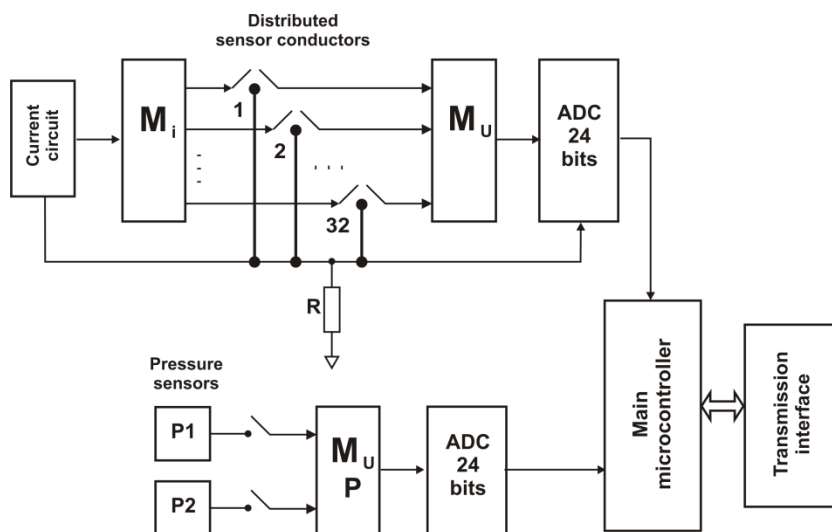 Distributed
sensor conductors
Current
circuit
M i
1
2
32
M U
ADC
24
bits
R
Pressure
sensors
P1
P2
M U
P
ADC
24
bits
Main
microcontroller
Transmission
interface